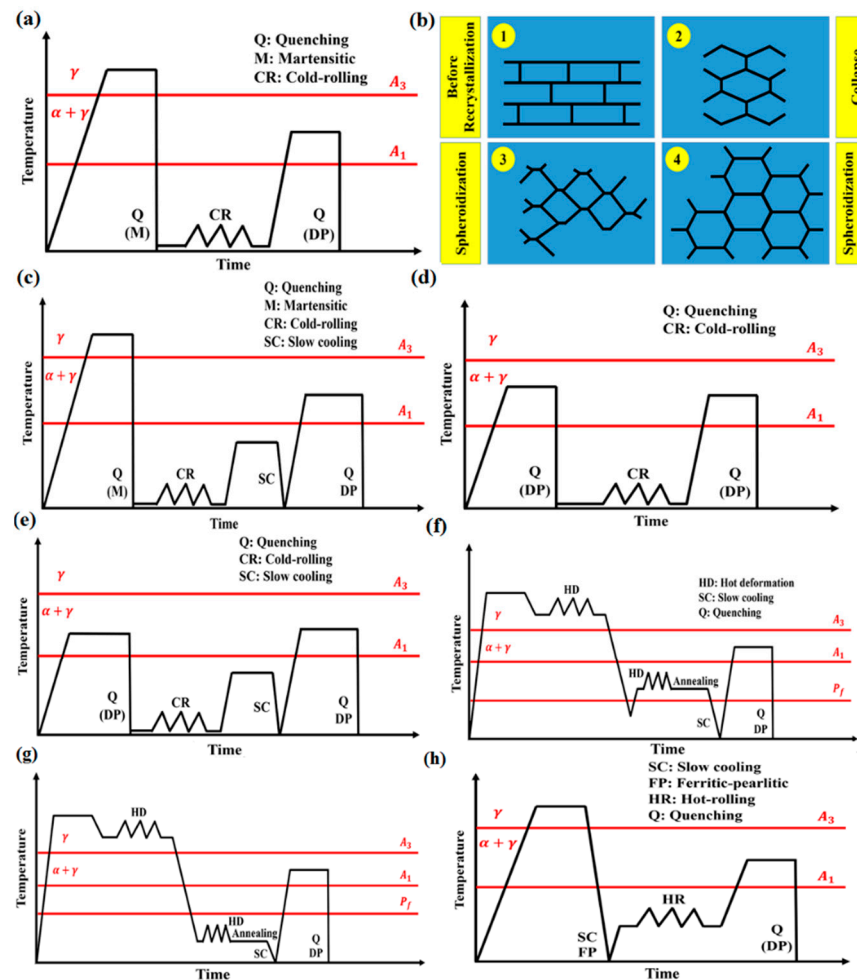 (a)
Q: Quenching
M: Martensitic
CR: Cold-rolling
γ
A₃
α + γ
A₁
Temperature
CR
Q
(M)
Q
(DP)
Time
(b)
Before
Recrystallization
1
2
Collapse
Spheroidization
3
4
Spheroidization
(c)
Q: Quenching
M: Martensitic
CR: Cold-rolling
SC: Slow cooling
γ
A₃
α + γ
A₁
Temperature
Q
(M)
CR
SC
Q
DP
Time
(d)
Q: Quenching
CR: Cold-rolling
γ
A₃
α + γ
A₁
Temperature
Q
(DP)
CR
Q
(DP)
Time
(e)
Q: Quenching
CR: Cold-rolling
SC: Slow cooling
γ
A₃
α + γ
A₁
Temperature
Q
(DP)
CR
SC
Q
DP
Time
(f)
HD: Hot deformation
SC: Slow cooling
Q: Quenching
HD
γ
A₃
α + γ
A₁
HD
Annealing
P_f
Temperature
SC
Q
DP
Time
(g)
HD
γ
A₃
α + γ
A₁
P_f
Temperature
HD
Annealing
SC
Q
DP
Time
(h)
SC: Slow cooling
FP: Ferritic-pearlitic
HR: Hot-rolling
Q: Quenching
γ
A₃
α + γ
A₁
Temperature
HR
SC
FP
Q
(DP)
Time